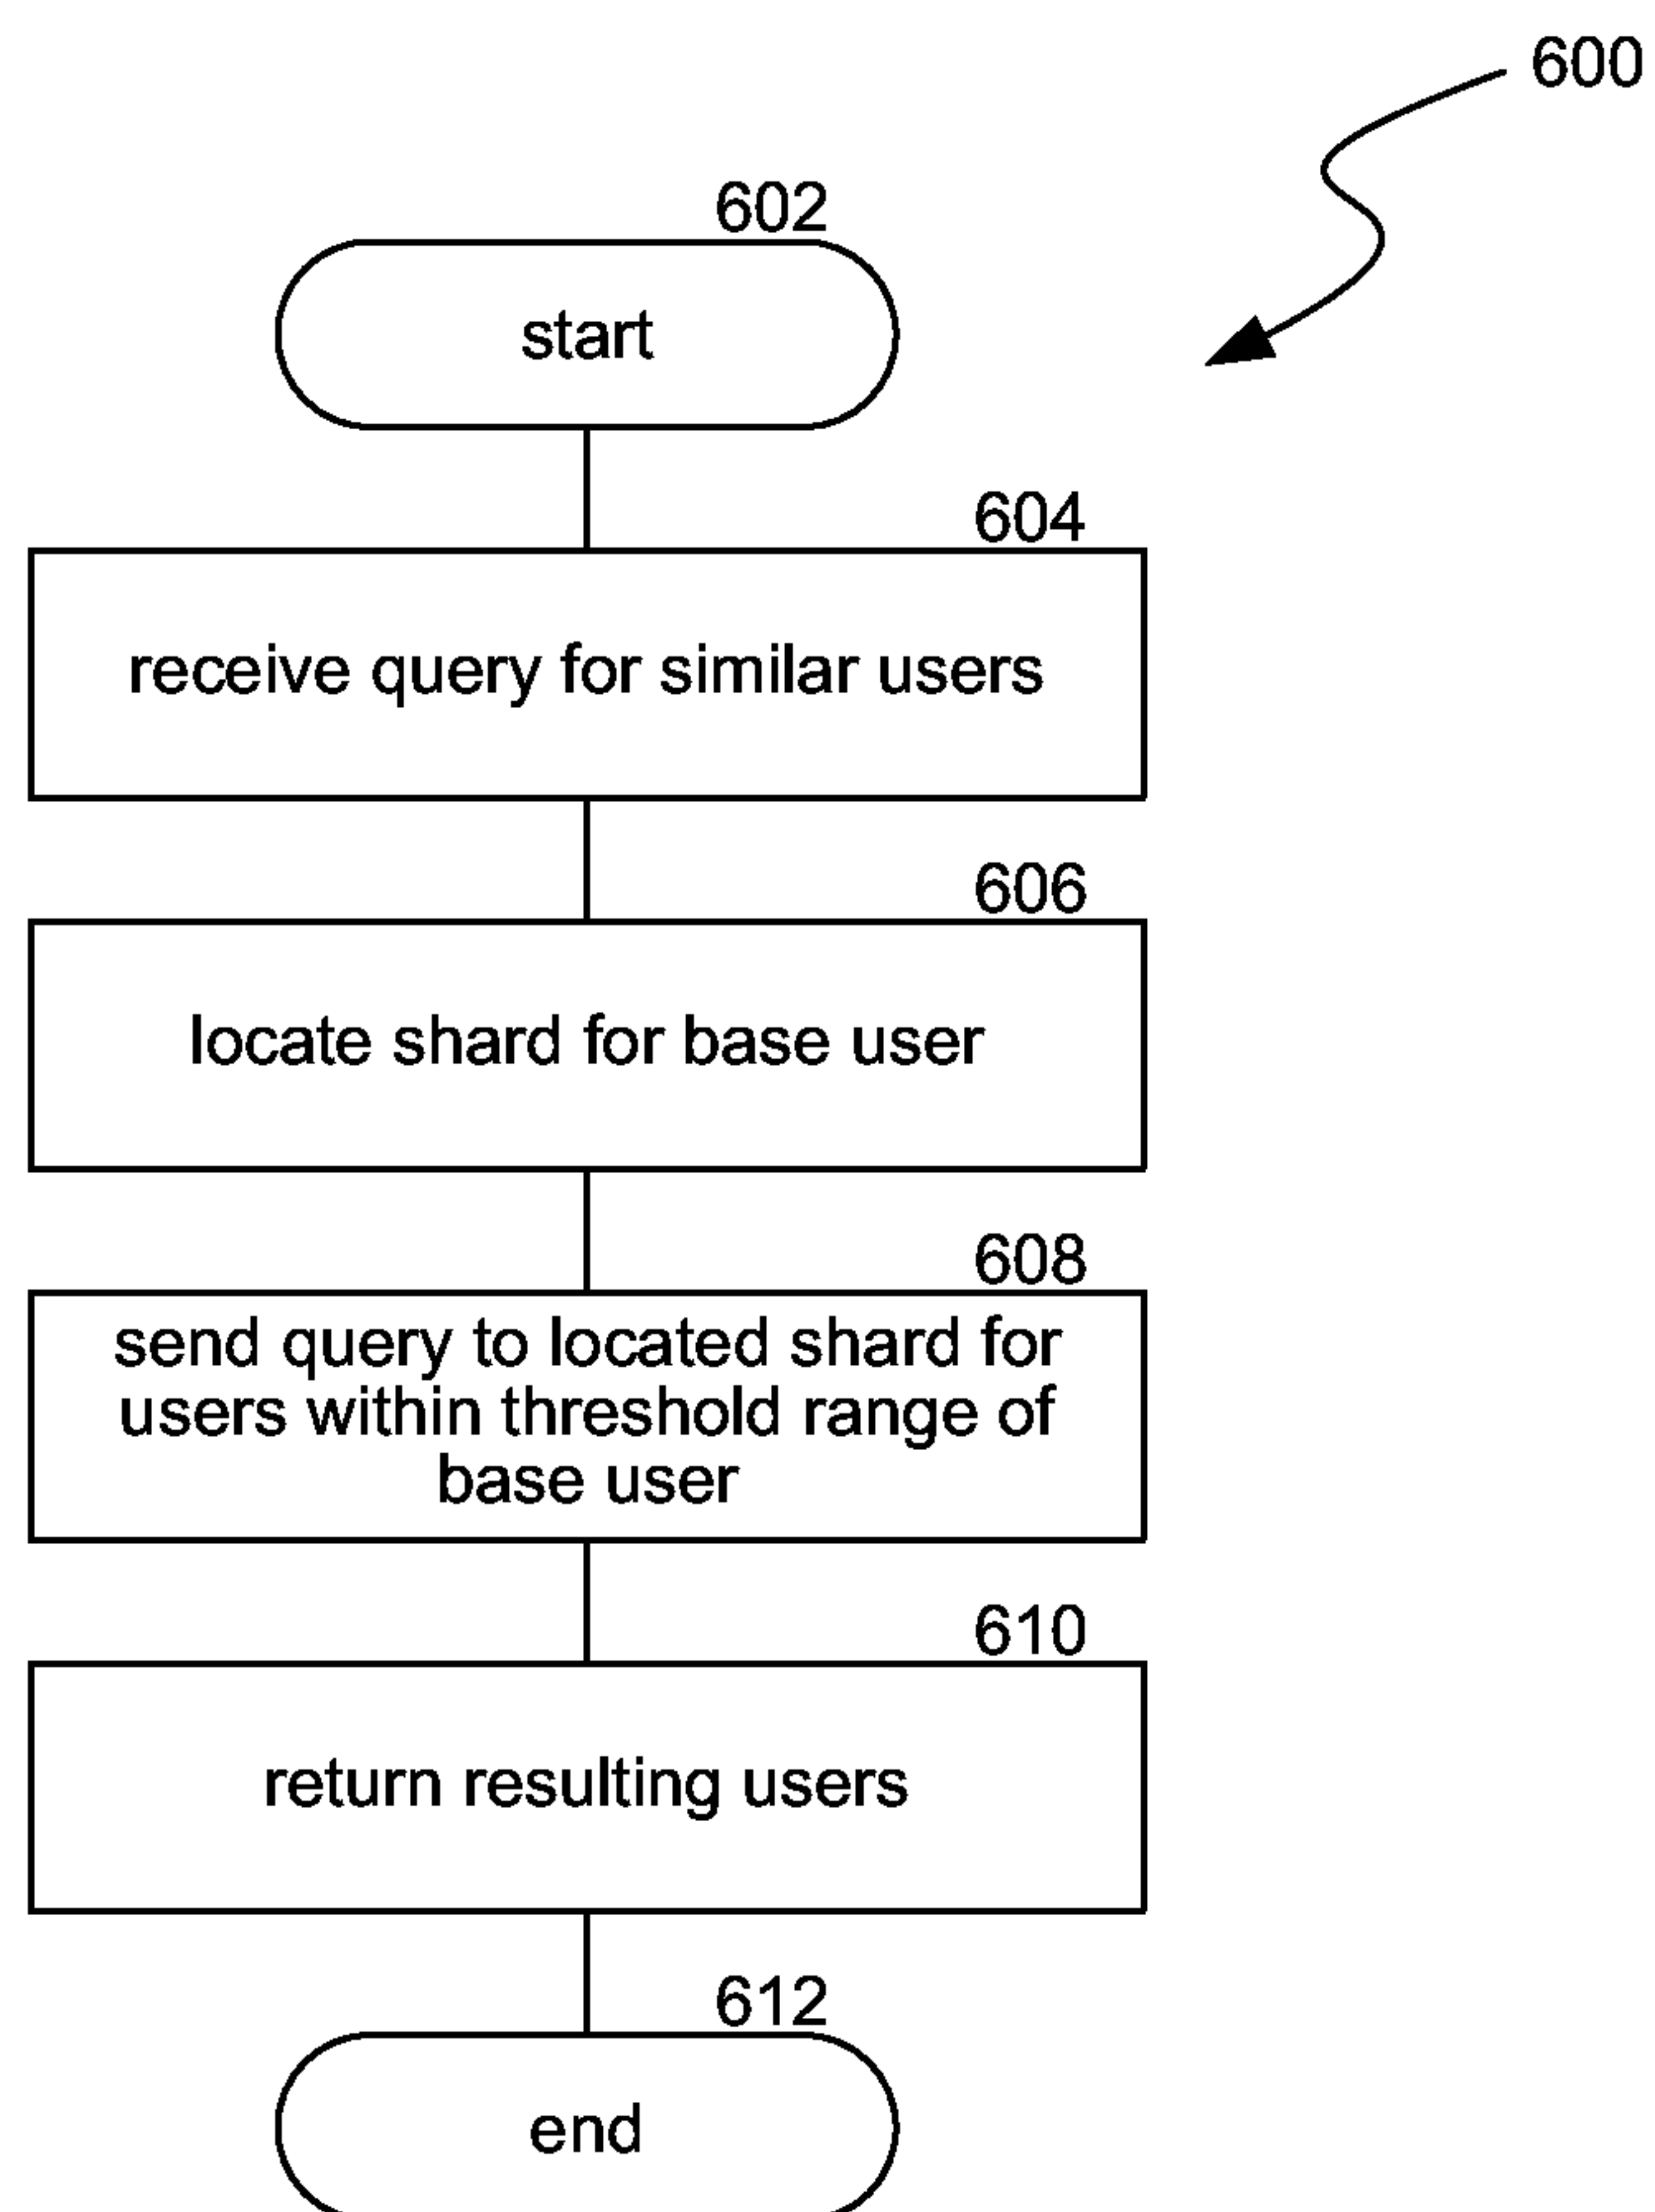 600
602
start
604
receive query for similar users
606
locate shard for base user
608
send query to located shard for
users within threshold range of
base user
610
return resulting users
612
end